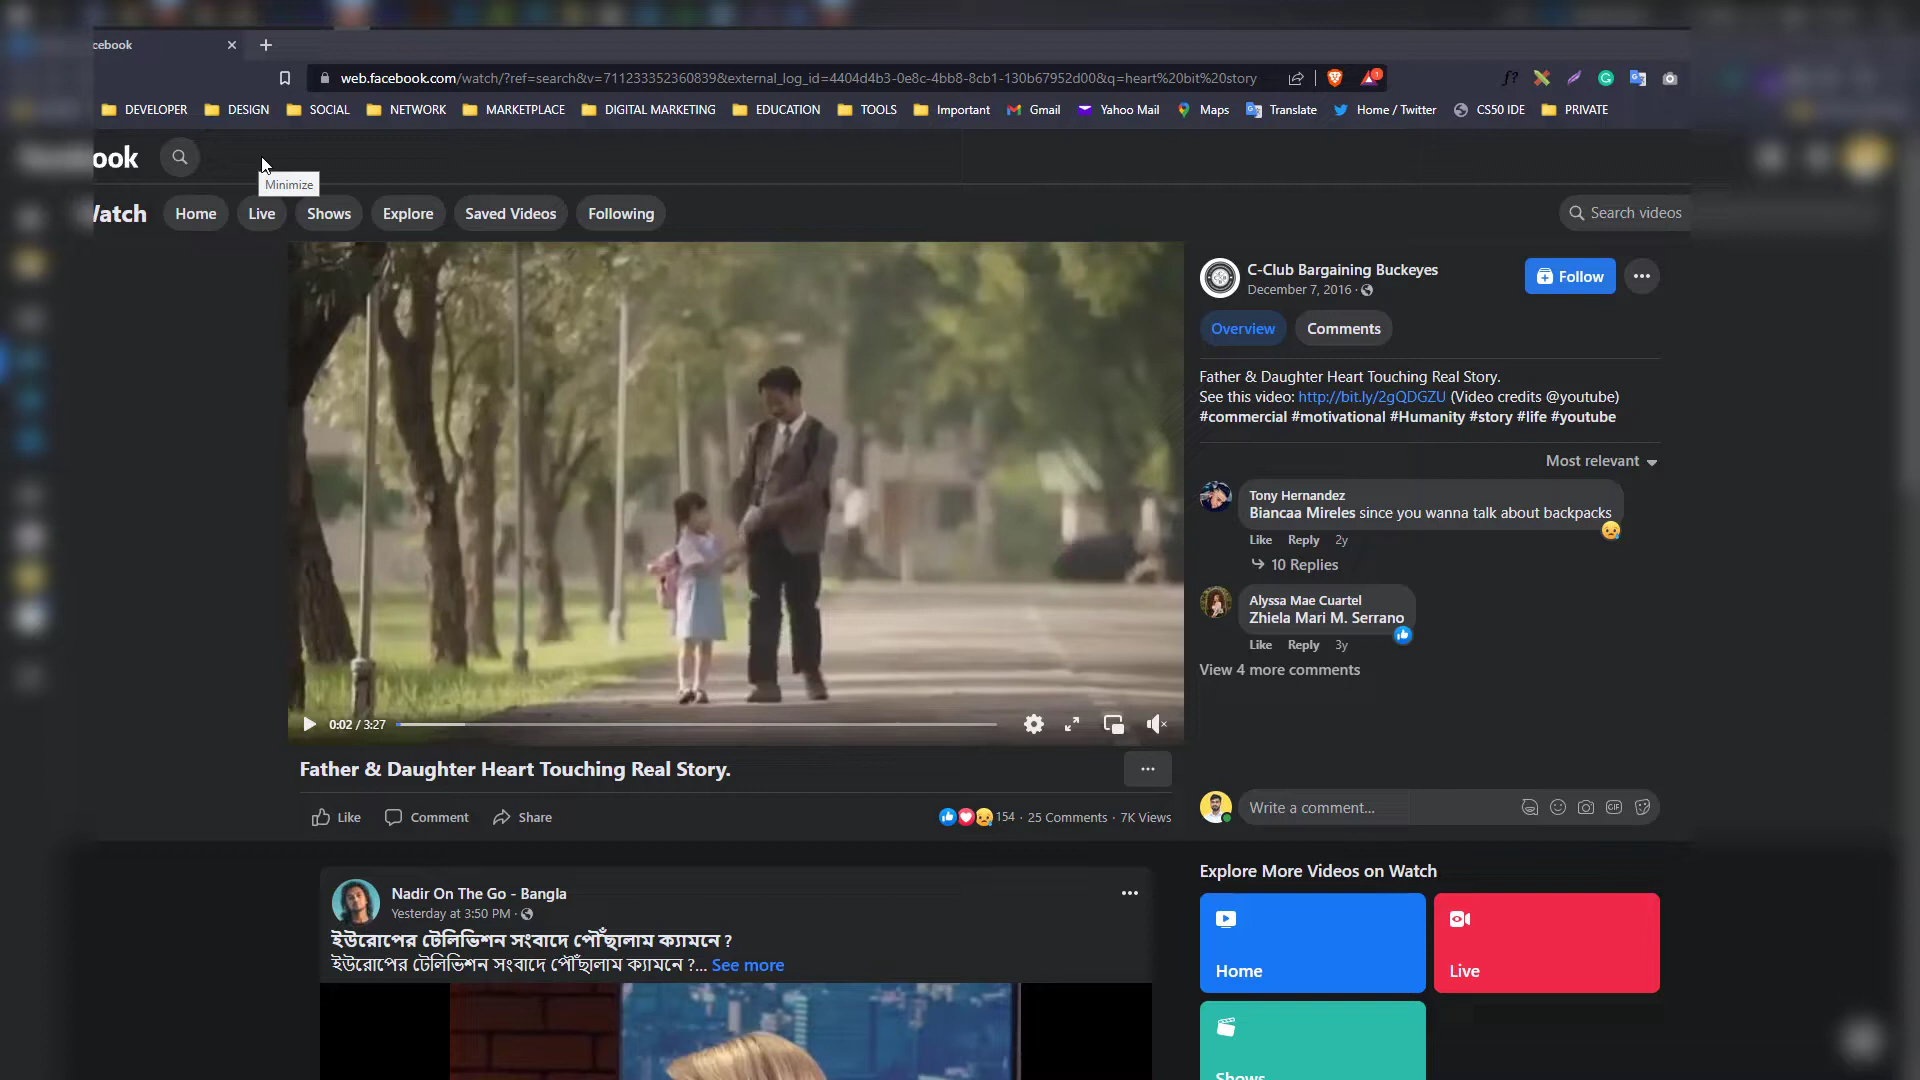 cebook
web.facebook.com/watch/?ref=search&v=711233352360839&external_log_id=4404d4b3-0e8c-4bb8-8cb1-130b67952d00&q=heart%20bit%20story
1
DEVELOPER DESIGN SOCIAL NETWORK MARKETPLACE DIGITAL MARKETING EDUCATION TOOLS Important Gmail Yahoo Mail Maps Translate Home / Twitter CS50 IDE PRIVATE
ook
Minimize
Watch Home Live Shows Explore Saved Videos Following
Search videos
C-Club Bargaining Buckeyes
December 7, 2016 ·
Follow
Overview Comments
Father & Daughter Heart Touching Real Story.
See this video: http://bit.ly/2gQDGZU (Video credits @youtube)
#commercial #motivational #Humanity #story #life #youtube
Most relevant
Tony Hernandez
Biancaa Mireles since you wanna talk about backpacks
Like Reply 2y
10 Replies
Alyssa Mae Cuartel
Zhiela Mari M. Serrano
Like Reply 3y
View 4 more comments
0:02 / 3:27
Father & Daughter Heart Touching Real Story.
Like Comment Share
154 · 25 Comments · 7K Views
Write a comment...
GIF
Nadir On The Go - Bangla
Yesterday at 3:50 PM ·
ইউরোপের টেলিভিশন সংবাদে পৌঁছালাম ক্যামনে ?
ইউরোপের টেলিভিশন সংবাদে পৌঁছালাম ক্যামনে ?... See more
Explore More Videos on Watch
Home
Live
Shows